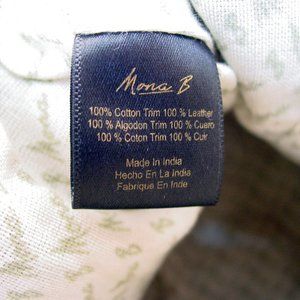 Mona B
100% Cotton Trim 100% Leather
100 % Algodon Trim 100 % Cuero
100 % Coton Trim 100 % Cuir
Made In India
Hecho En La India
Fabrique En Inde